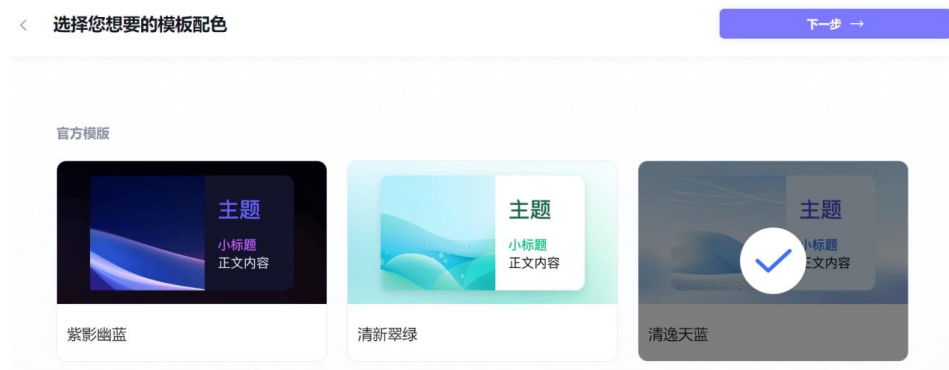 选择您想要的模板配色
下一步 →
官方模版
主题
小标题
正文内容
紫影幽蓝
主题
小标题
正文内容
清新翠绿
主题
小标题
正文内容
清逸天蓝